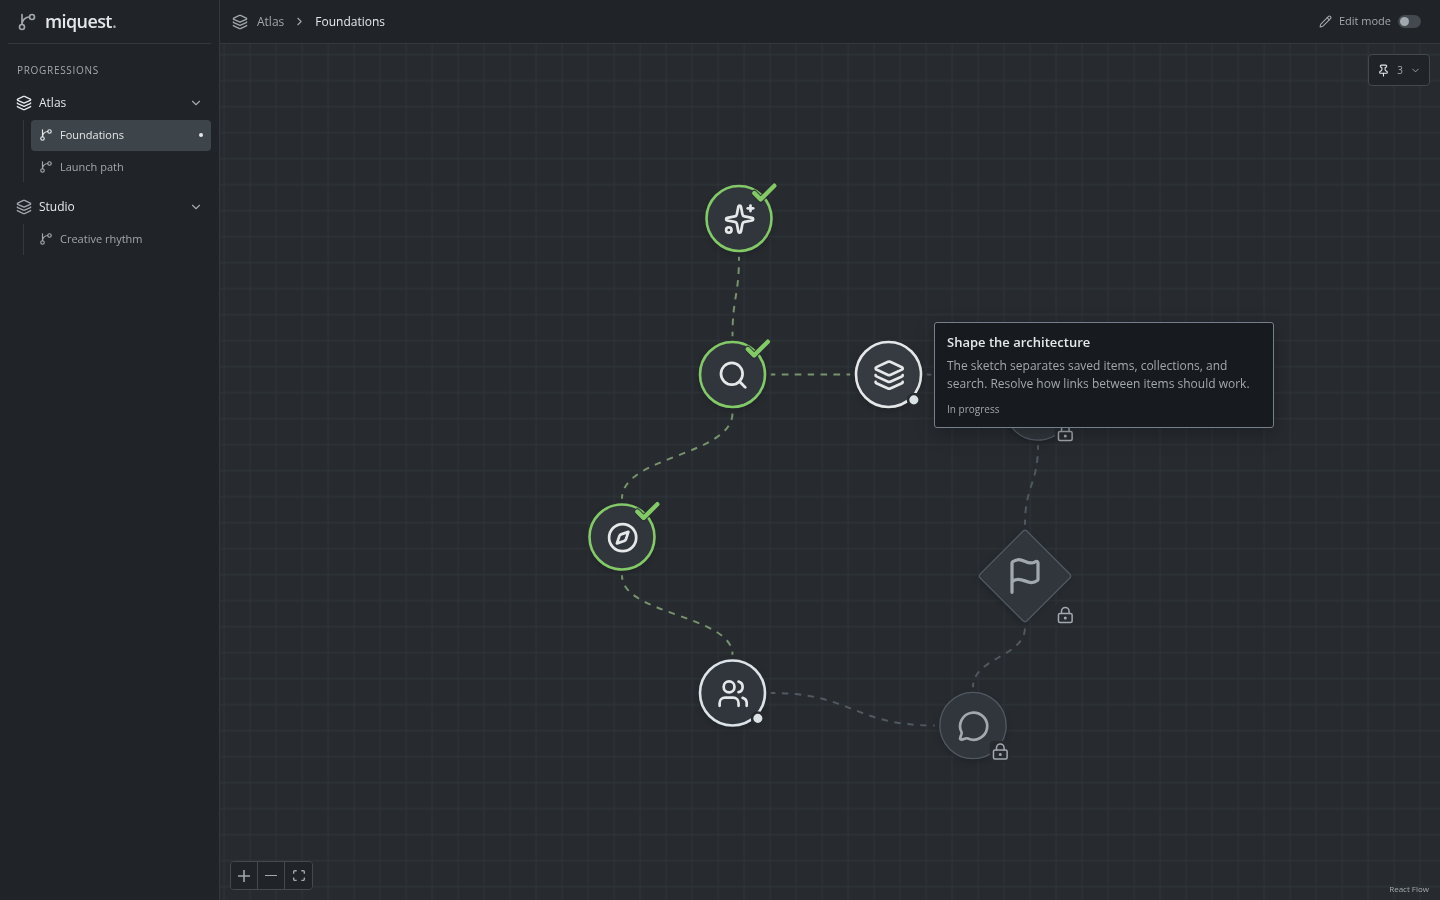 miquest.
Atlas
Foundations
Edit mode
3
PROGRESSIONS
Atlas
Foundations
Launch path
Studio
Creative rhythm
Shape the architecture
The sketch separates saved items, collections, and
search. Resolve how links between items should work.
In progress
React Flow